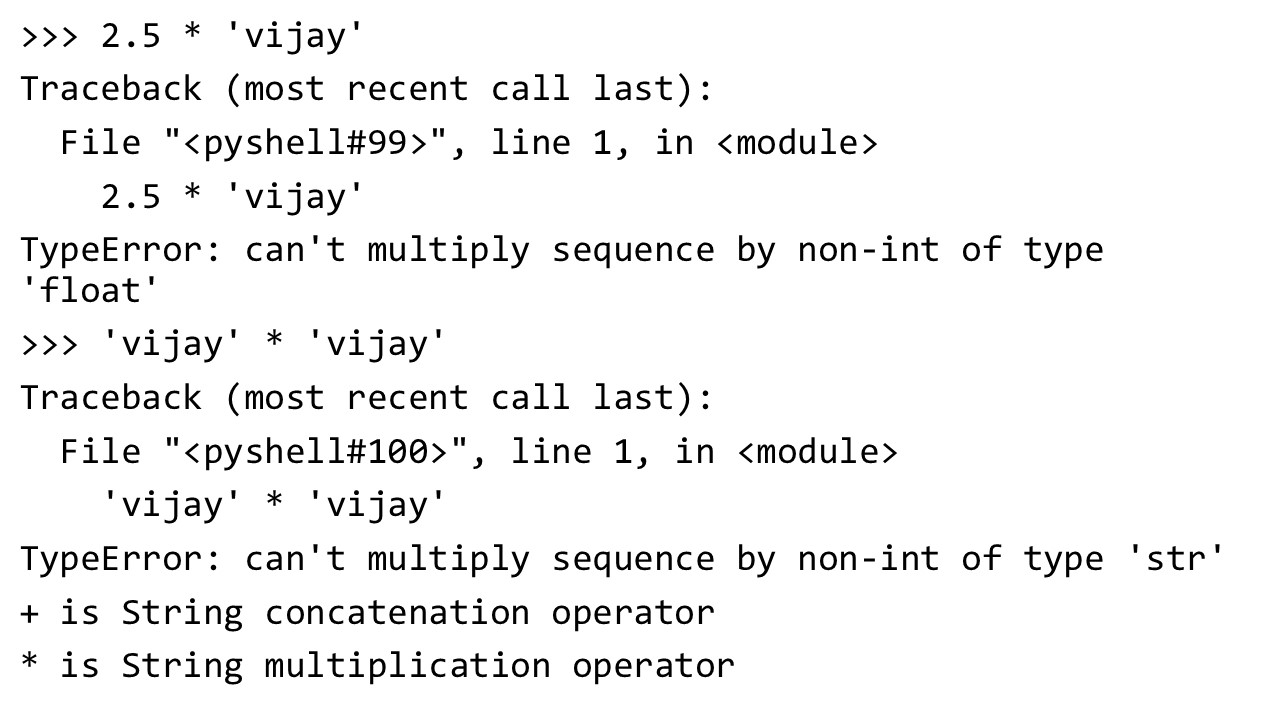 >>> 2.5 * 'vijay'
Traceback (most recent call last):
  File "<pyshell#99>", line 1, in <module>
    2.5 * 'vijay'
TypeError: can't multiply sequence by non-int of type
'float'
>>> 'vijay' * 'vijay'
Traceback (most recent call last):
  File "<pyshell#100>", line 1, in <module>
    'vijay' * 'vijay'
TypeError: can't multiply sequence by non-int of type 'str'
+ is String concatenation operator
* is String multiplication operator